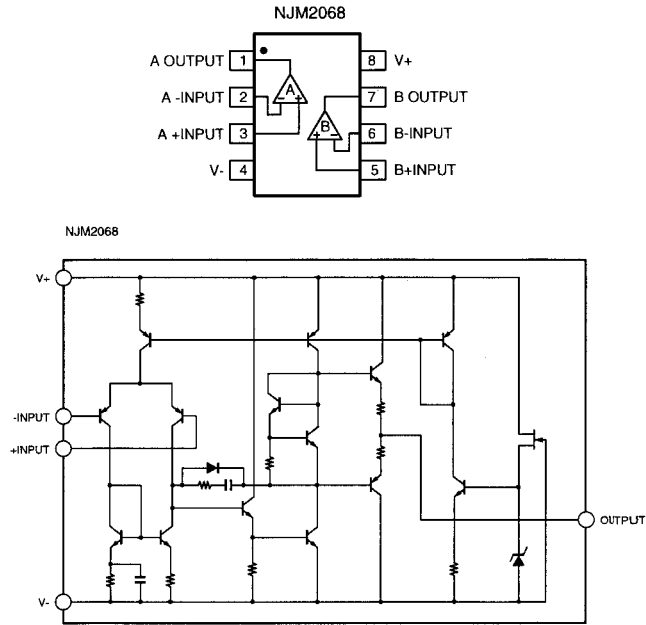 NJM2068
A OUTPUT 1 8 V+
A -INPUT 2 A 7 B OUTPUT
A +INPUT 3 B 6 B-INPUT
V- 4 5 B+INPUT
NJM2068
V+
-INPUT
+INPUT
OUTPUT
V-